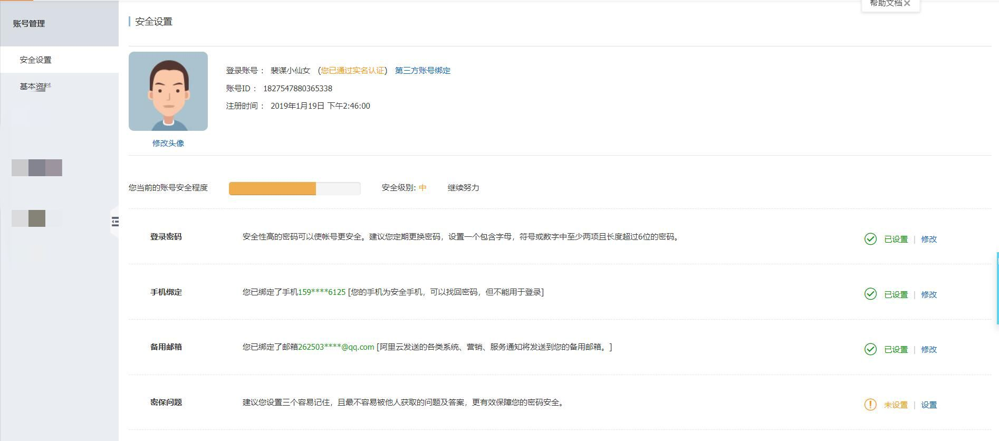 帮助文档
账号管理
安全设置
安全设置
基本资料
登录账号： 裴谋小仙女 (您已通过实名认证) 第三方账号绑定
账号ID： 1827547880365338
注册时间： 2019年1月19日 下午2:46:00
修改头像
您当前的账号安全程度 安全级别: 中 继续努力
登录密码 安全性高的密码可以使帐号更安全。建议您定期更换密码，设置一个包含字母，符号或数字中至少两项且长度超过6位的密码。 已设置 | 修改
手机绑定 您已绑定了手机159****6125 [您的手机为安全手机，可以找回密码，但不能用于登录] 已设置 | 修改
备用邮箱 您已绑定了邮箱262503****@qq.com [阿里云发送的各类系统、营销、服务通知将发送到您的备用邮箱。] 已设置 | 修改
密保问题 建议您设置三个容易记住，且最不容易被他人获取的问题及答案，更有效保障您的密码安全。 未设置 | 设置